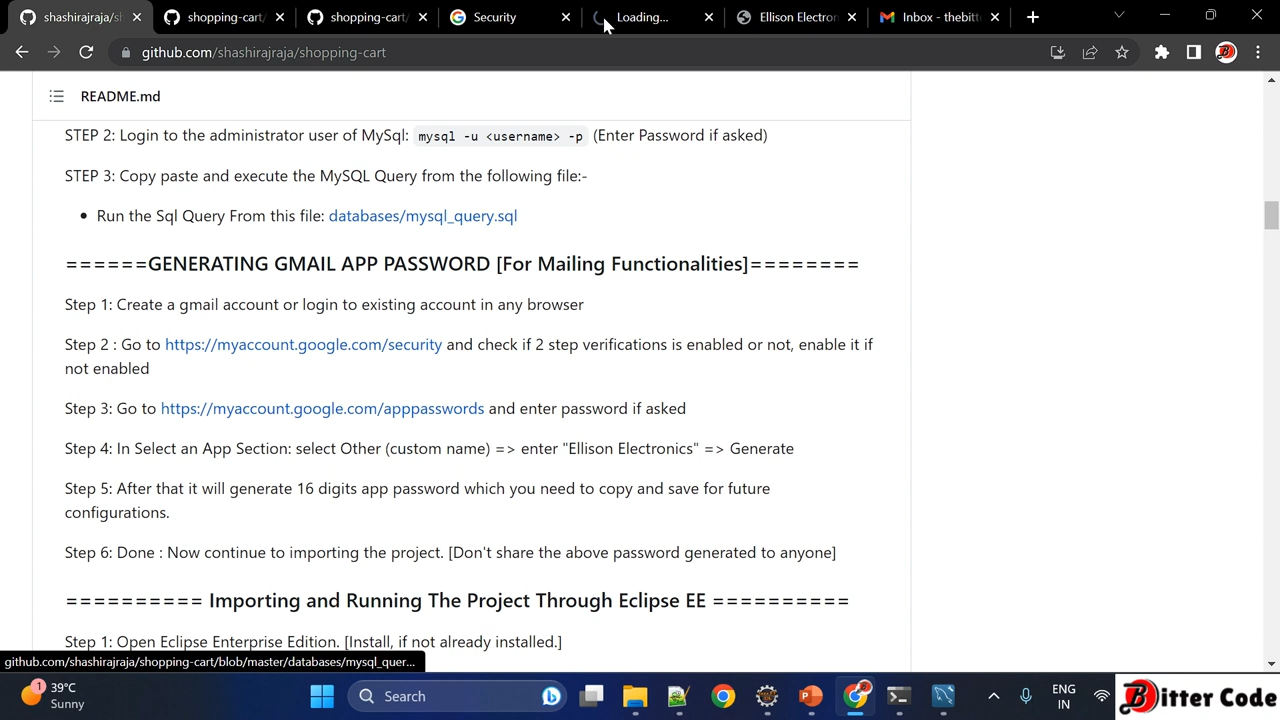 shashirajraja/sh
shopping-cart/
shopping-cart/
Security
Loading...
Ellison Electron
Inbox - thebitte
github.com/shashirajraja/shopping-cart
README.md
STEP 2: Login to the administrator user of MySql: mysql -u <username> -p (Enter Password if asked)
STEP 3: Copy paste and execute the MySQL Query from the following file:-
Run the Sql Query From this file: databases/mysql_query.sql
======GENERATING GMAIL APP PASSWORD [For Mailing Functionalities]========
Step 1: Create a gmail account or login to existing account in any browser
Step 2 : Go to https://myaccount.google.com/security and check if 2 step verifications is enabled or not, enable it if
not enabled
Step 3: Go to https://myaccount.google.com/apppasswords and enter password if asked
Step 4: In Select an App Section: select Other (custom name) => enter "Ellison Electronics" => Generate
Step 5: After that it will generate 16 digits app password which you need to copy and save for future
configurations.
Step 6: Done : Now continue to importing the project. [Don't share the above password generated to anyone]
========== Importing and Running The Project Through Eclipse EE ==========
Step 1: Open Eclipse Enterprise Edition. [Install, if not already installed.]
github.com/shashirajraja/shopping-cart/blob/master/databases/mysql_quer...
1
39°C
Sunny
Search
ENG
IN
Bitter Code